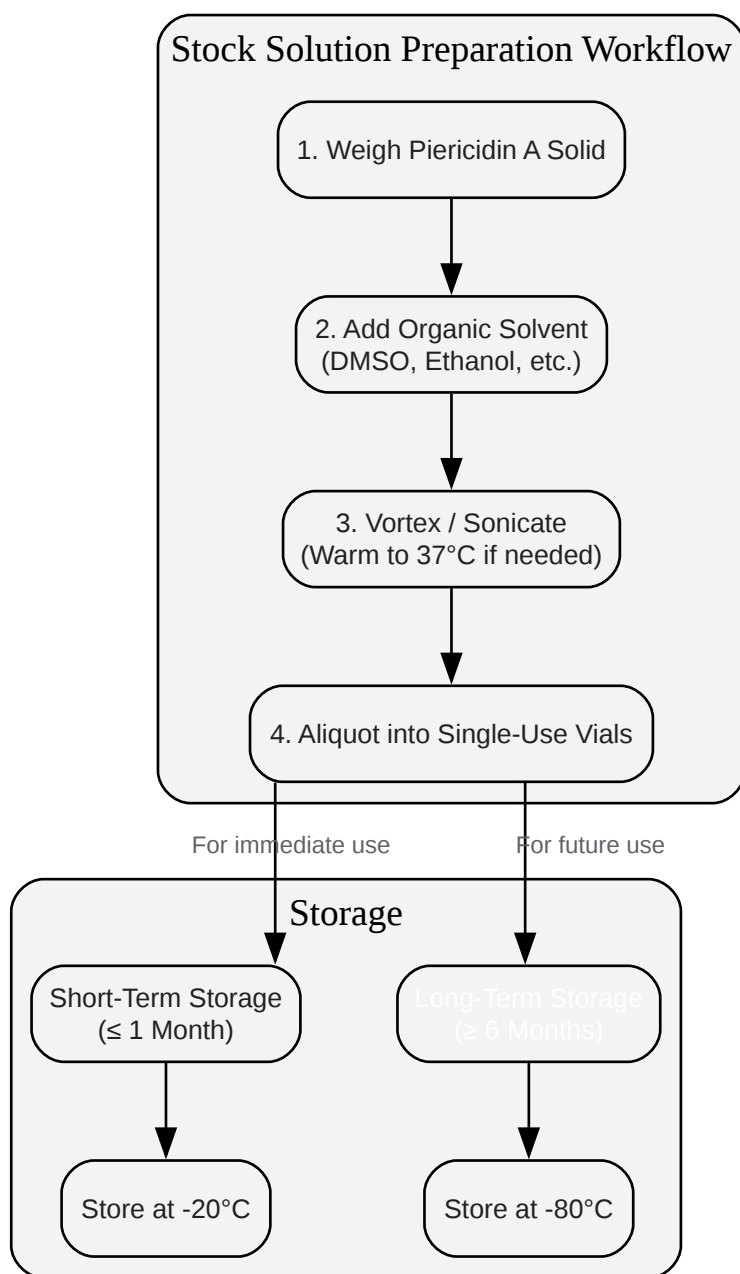 Stock Solution Preparation Workflow
1. Weigh Piericidin A Solid
2. Add Organic Solvent
(DMSO, Ethanol, etc.)
3. Vortex / Sonicate
(Warm to 37°C if needed)
4. Aliquot into Single-Use Vials
For immediate use
For future use
Storage
Short-Term Storage
(≤ 1 Month)
Long-Term Storage
(≥ 6 Months)
Store at -20°C
Store at -80°C